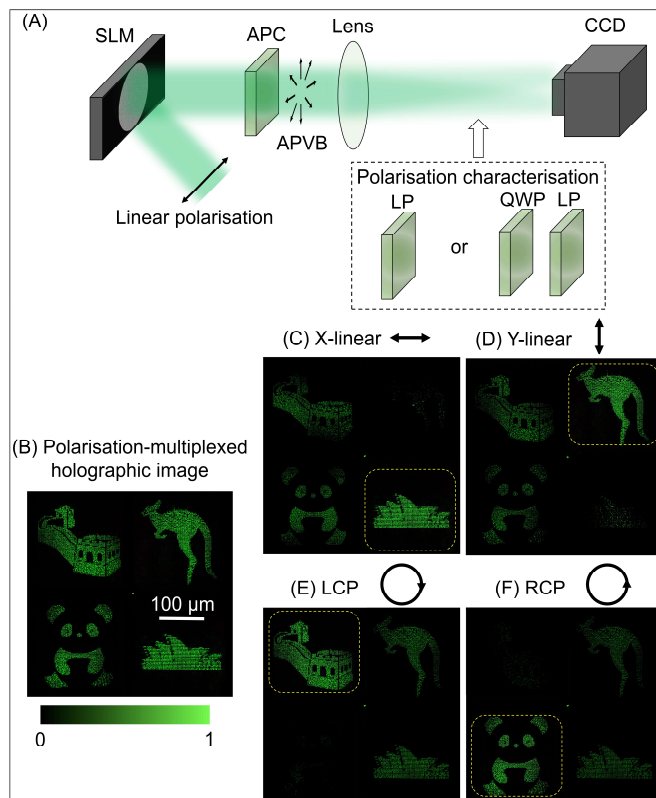 (A)
SLM
APC
Lens
CCD
APVB
Linear polarisation
Polarisation characterisation
LP
or
QWP
LP
(C) X-linear
(D) Y-linear
(B) Polarisation-multiplexed
holographic image
100 µm
0
1
(E) LCP
(F) RCP